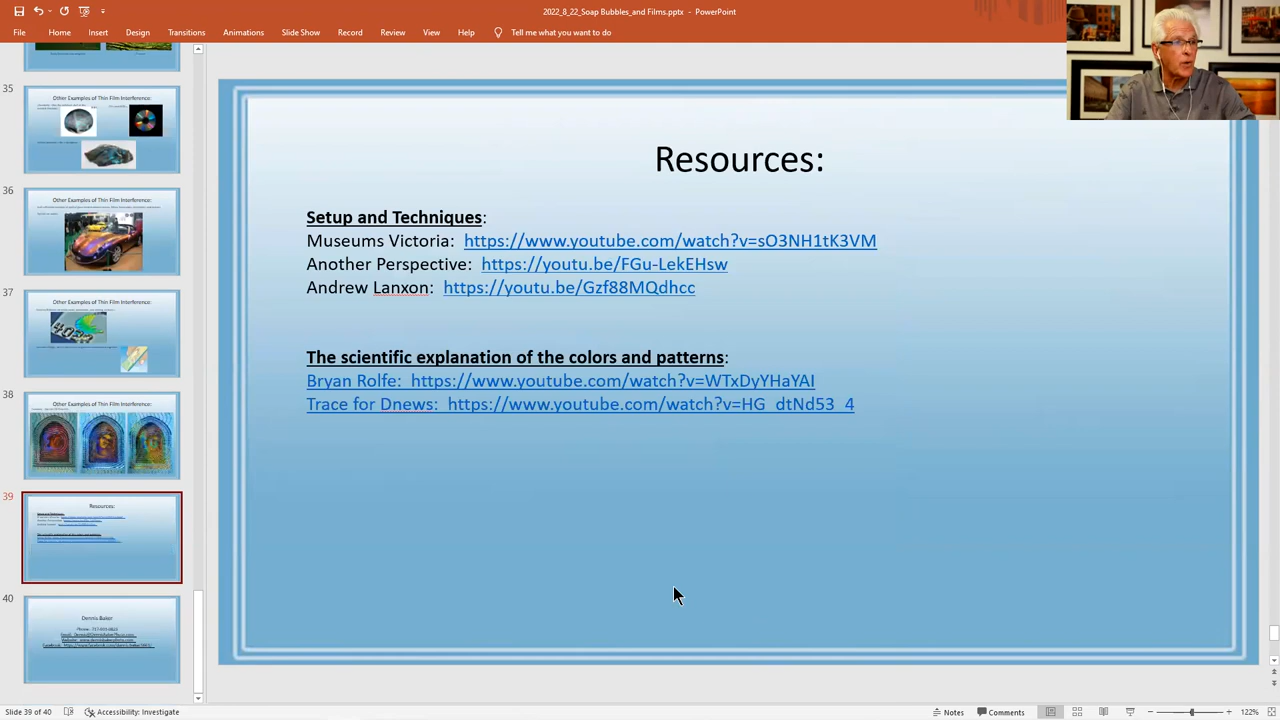 2022_8_22_Soap Bubbles_and Films.pptx - PowerPoint
File Home Insert Design Transitions Animations Slide Show Record Review View Help Tell me what you want to do
35
Other Examples of Thin Film Interference:
36
Other Examples of Thin Film Interference:
37
Other Examples of Thin Film Interference:
38
Other Examples of Thin Film Interference:
39
Resources:
40
Dennis Baker
Resources:
Setup and Techniques:
Museums Victoria: https://www.youtube.com/watch?v=sO3NH1tK3VM
Another Perspective: https://youtu.be/FGu-LekEHsw
Andrew Lanxon: https://youtu.be/Gzf88MQdhcc
The scientific explanation of the colors and patterns:
Bryan Rolfe: https://www.youtube.com/watch?v=WTxDyYHaYAI
Trace for Dnews: https://www.youtube.com/watch?v=HG_dtNd53_4
Slide 39 of 40 Accessibility: Investigate Notes Comments 122%